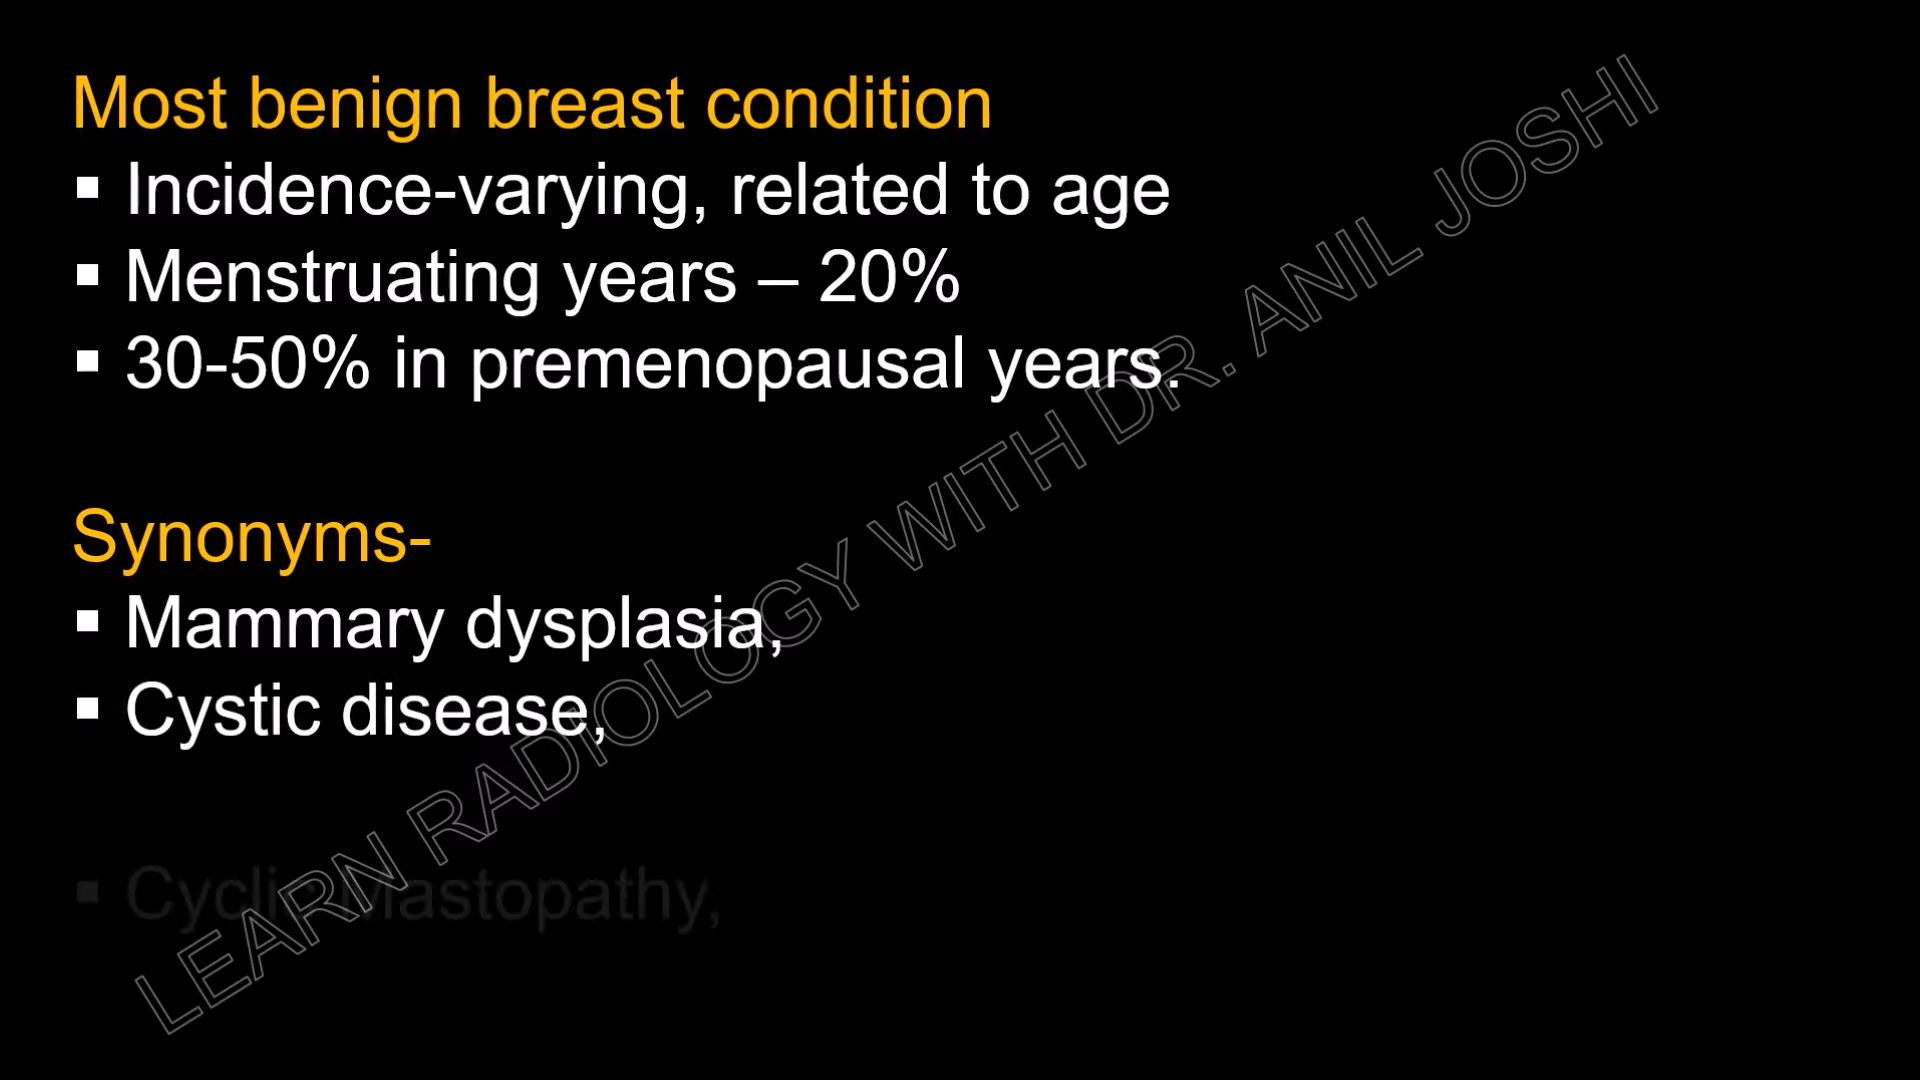 Most benign breast condition
▪ Incidence-varying, related to age
▪ Menstruating years – 20%
▪ 30-50% in premenopausal years.
Synonyms-
▪ Mammary dysplasia,
▪ Cystic disease,
▪ Cyclic Mastopathy,
LEARN RADIOLOGY WITH DR. ANIL JOSHI